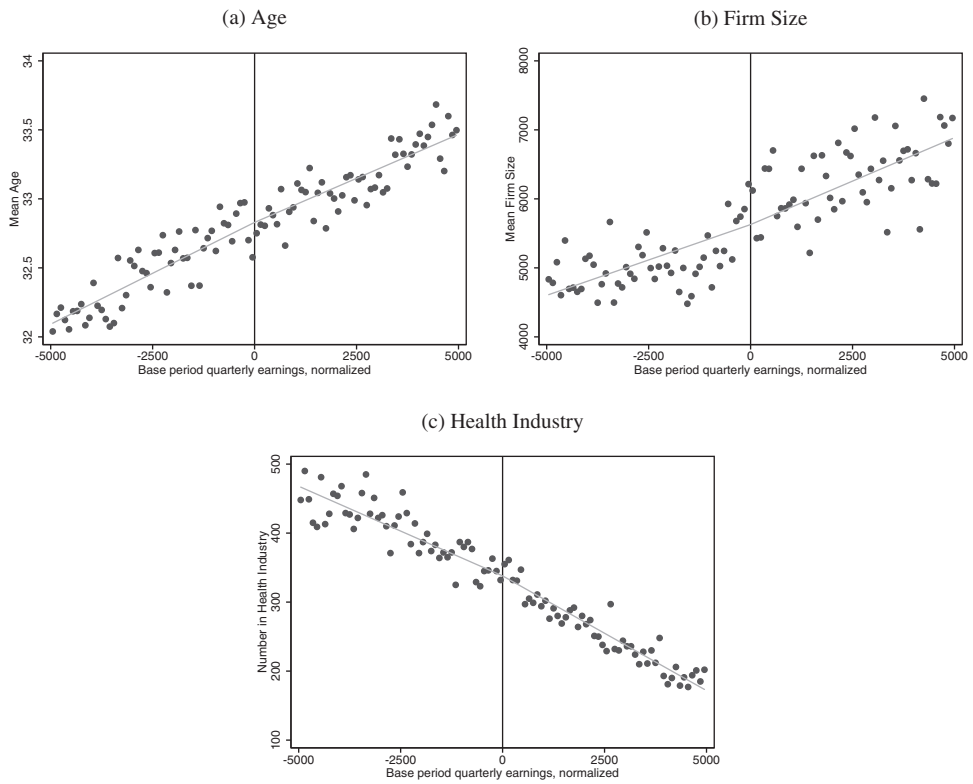 (a) Age
34
33.5
33
32.5
32
Mean Age
-5000 -2500 0 2500 5000
Base period quarterly earnings, normalized
(b) Firm Size
8000
7000
6000
5000
4000
Mean Firm Size
-5000 -2500 0 2500 5000
Base period quarterly earnings, normalized
(c) Health Industry
500
400
300
200
100
Number in Health Industry
-5000 -2500 0 2500 5000
Base period quarterly earnings, normalized